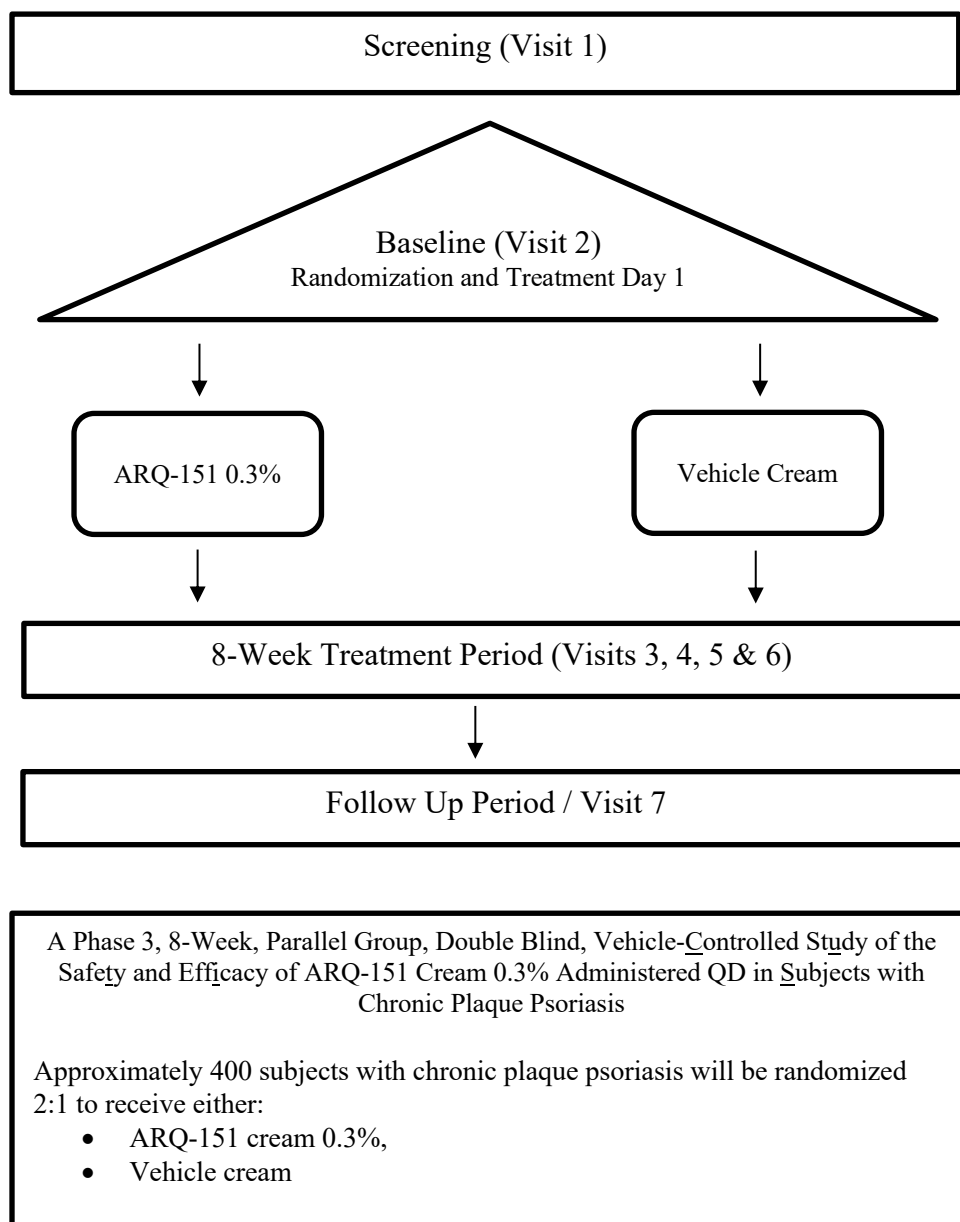 Screening (Visit 1)
Baseline (Visit 2)
Randomization and Treatment Day 1
ARQ-151 0.3%
Vehicle Cream
8-Week Treatment Period (Visits 3, 4, 5 & 6)
Follow Up Period / Visit 7
A Phase 3, 8-Week, Parallel Group, Double Blind, Vehicle-Controlled Study of the
Safety and Efficacy of ARQ-151 Cream 0.3% Administered QD in Subjects with
Chronic Plaque Psoriasis
Approximately 400 subjects with chronic plaque psoriasis will be randomized
2:1 to receive either:
• ARQ-151 cream 0.3%,
• Vehicle cream